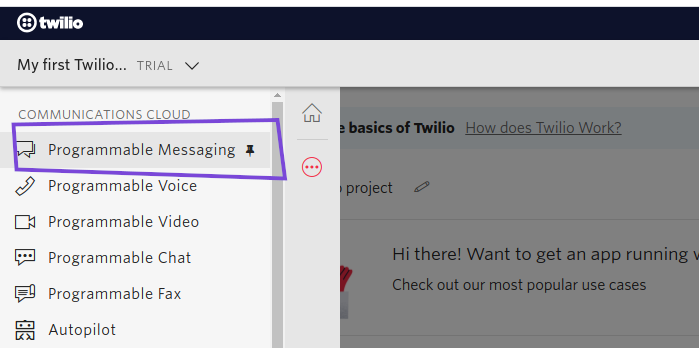 twilio
My first Twilio... TRIAL
COMMUNICATIONS CLOUD
Programmable Messaging
Programmable Voice
Programmable Video
Programmable Chat
Programmable Fax
Autopilot
basics of Twilio How does Twilio Work?
project
Hi there! Want to get an app running
Check out our most popular use cases